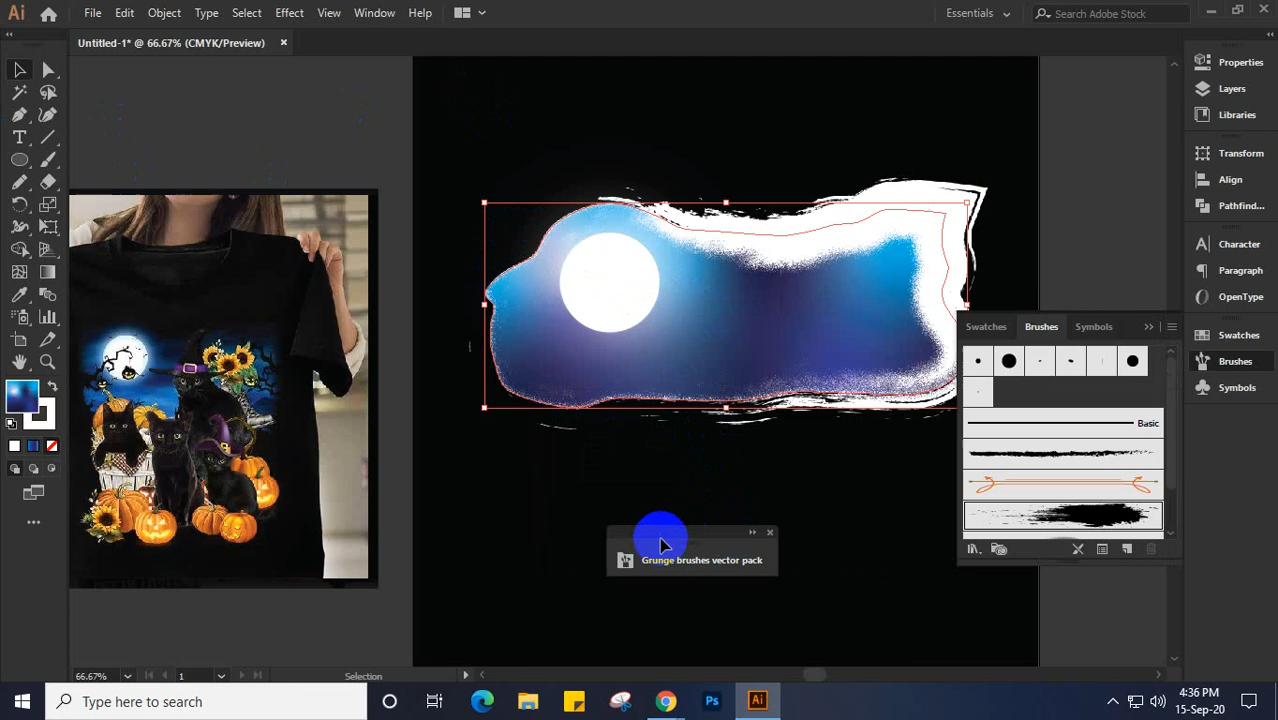 Ai
File
Edit
Object
Type
Select
Effect
View
Window
Help
Essentials
Search Adobe Stock
Untitled-1* @ 66.67% (CMYK/Preview)
Properties
Layers
Libraries
Transform
Align
Pathfind...
Character
Paragraph
OpenType
Swatches
Brushes
Symbols
Swatches
Brushes
Symbols
Basic
Grunge brushes vector pack
66.67%
1
Selection
Type here to search
Ps
Ai
4:36 PM
15-Sep-20